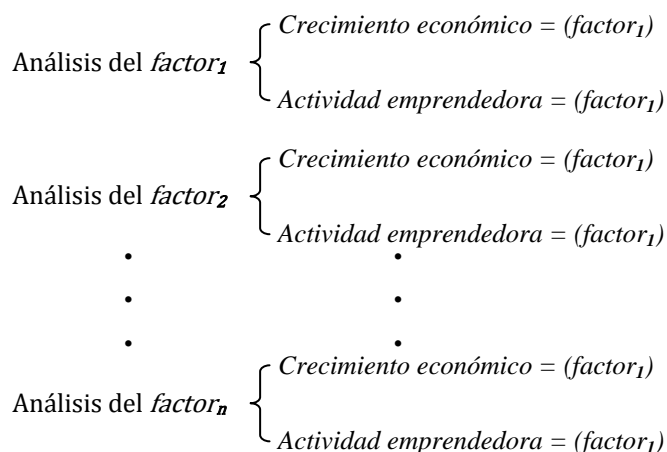 Crecimiento económico = (factor₁)
Análisis del factor₁
Actividad emprendedora = (factor₁)
Crecimiento económico = (factor₁)
Análisis del factor₂
Actividad emprendedora = (factor₁)
Crecimiento económico = (factor₁)
Análisis del factorₙ
Actividad emprendedora = (factor₁)